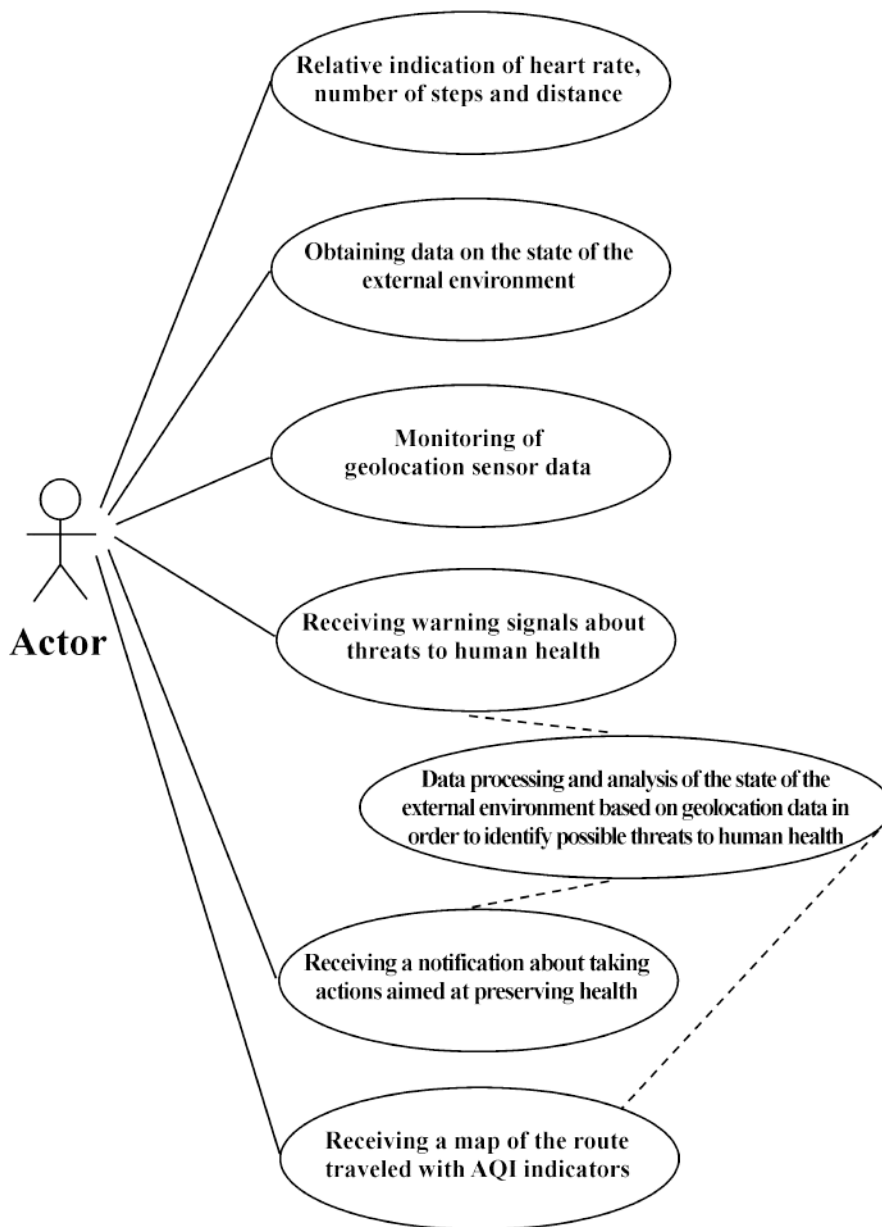 Relative indication of heart rate,
number of steps and distance
Obtaining data on the state of the
external environment
Monitoring of
geolocation sensor data
Actor
Receiving warning signals about
threats to human health
Data processing and analysis of the state of the
external environment based on geolocation data in
order to identify possible threats to human health
Receiving a notification about taking
actions aimed at preserving health
Receiving a map of the route
traveled with AQI indicators